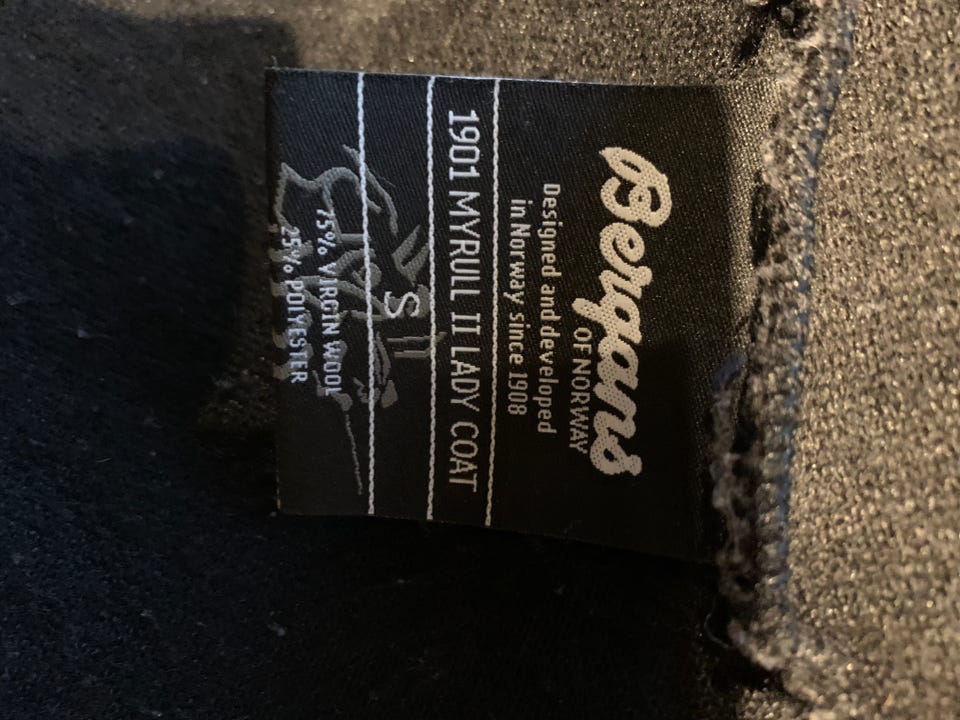 Bergans
OF NORWAY
Designed and developed
in Norway since 1908
1901 MYRULL II LADY COAT
S
75% VIRGIN WOOL
25% POLYESTER